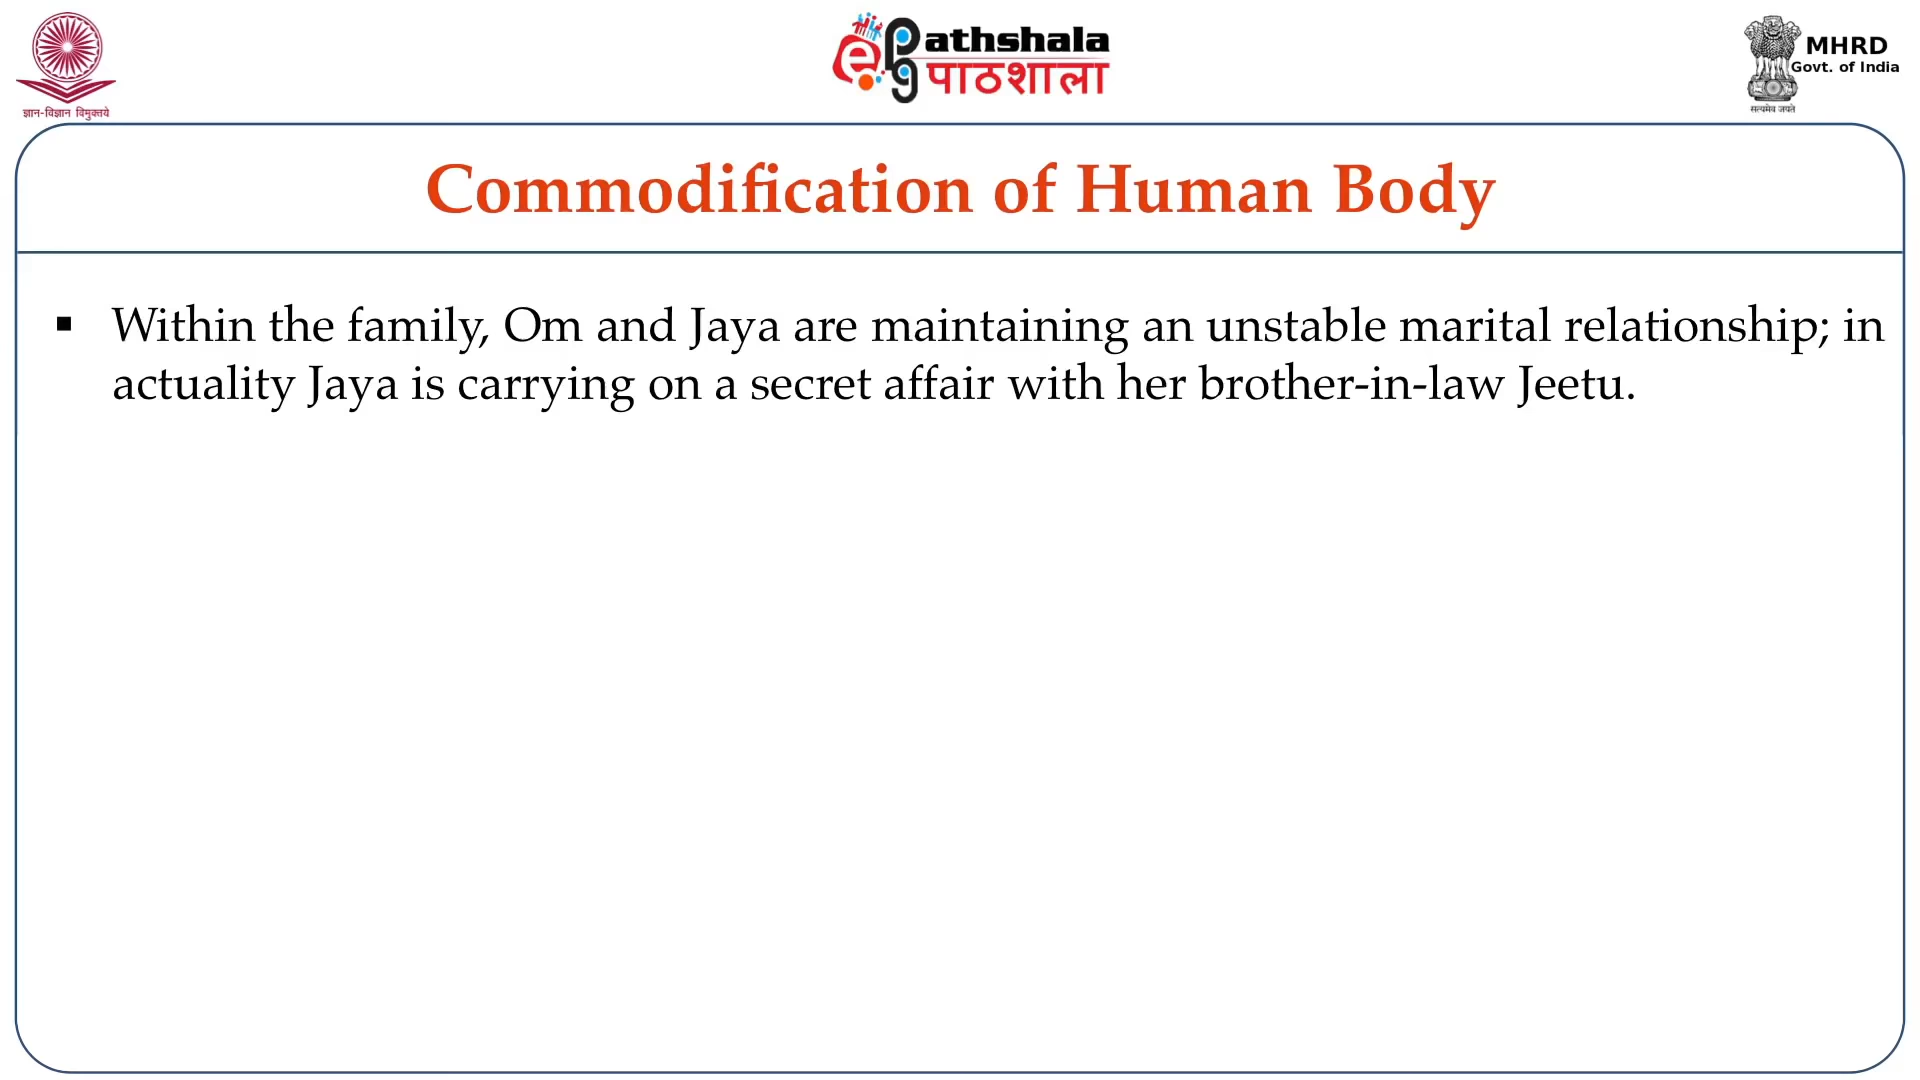 ज्ञान-विज्ञान विमुक्तये
e
pg
athshala
पाठशाला
MHRD
Govt. of India
सत्यमेव जयते
Commodification of Human Body
▪ Within the family, Om and Jaya are maintaining an unstable marital relationship; in
actuality Jaya is carrying on a secret affair with her brother-in-law Jeetu.